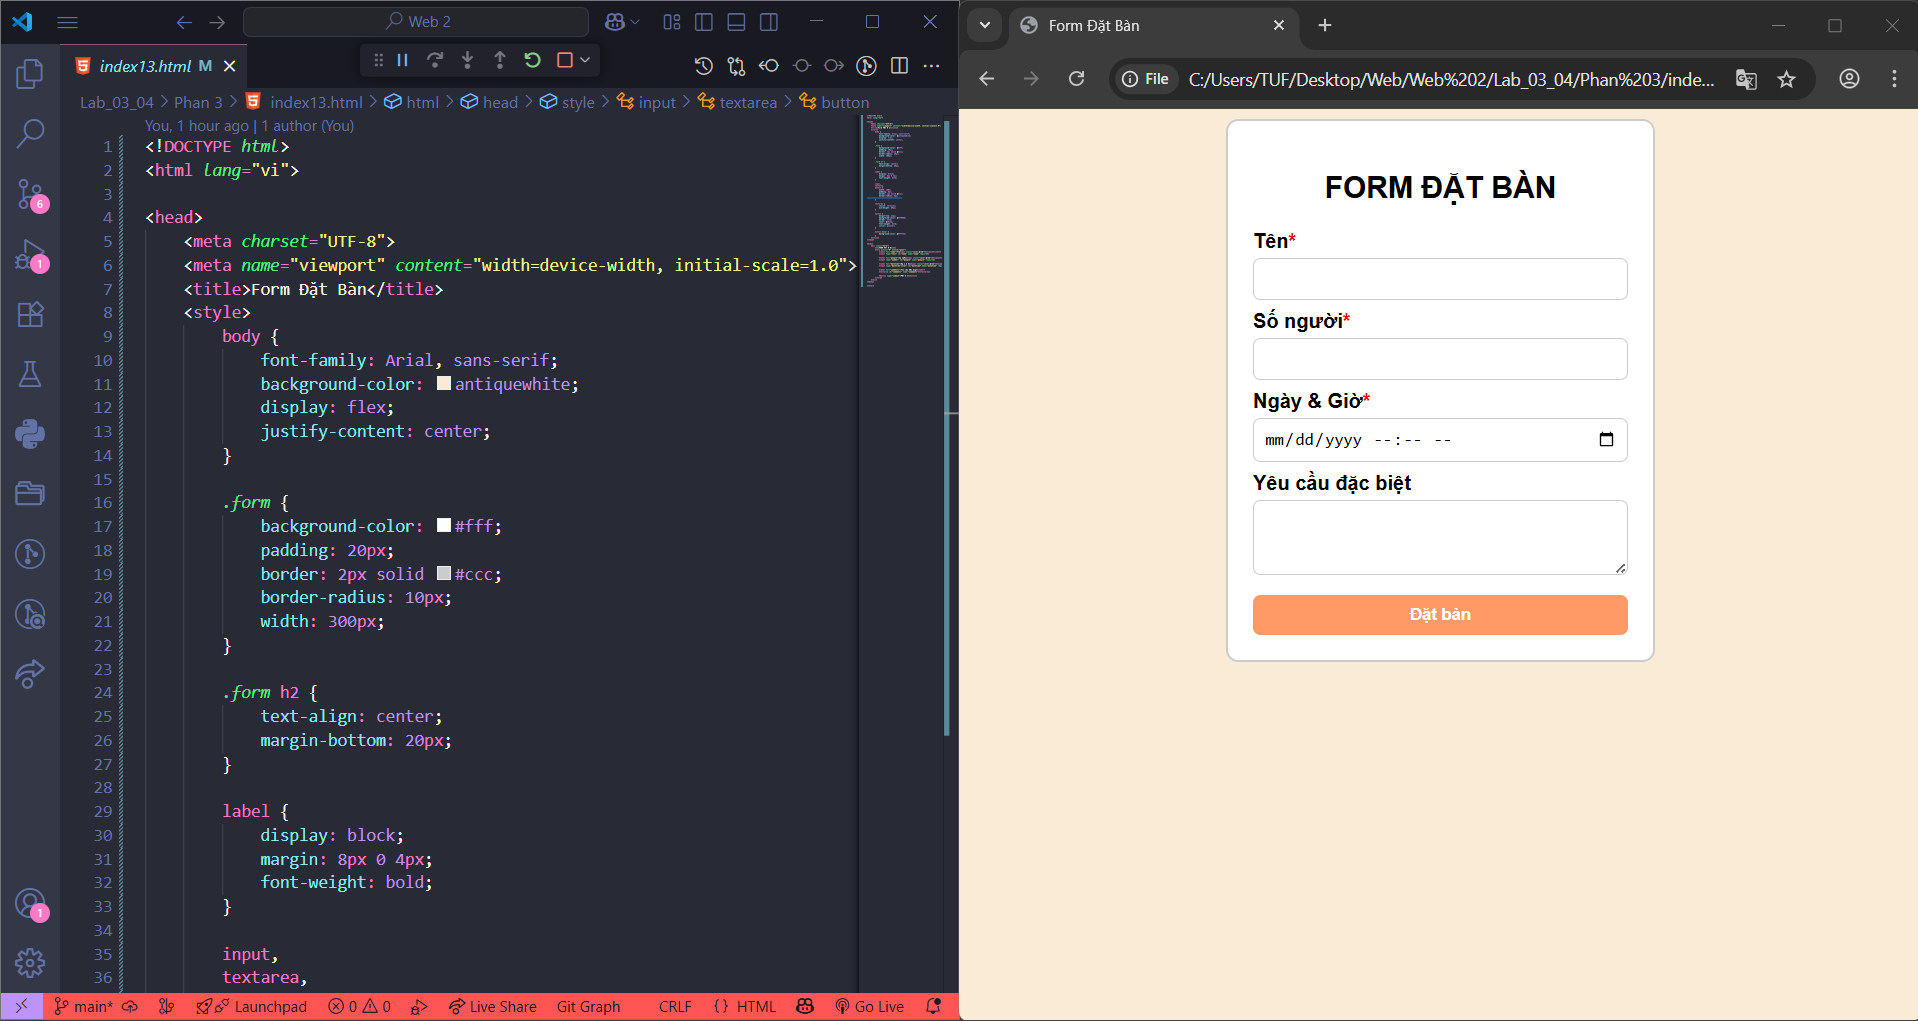 Web 2
index13.html M
Lab_03_04 > Phan 3 > index13.html > html > head > style > input > textarea > button
You, 1 hour ago | 1 author (You)
1 <!DOCTYPE html>
2 <html lang="vi">
3
4 <head>
5 <meta charset="UTF-8">
6 <meta name="viewport" content="width=device-width, initial-scale=1.0">
7 <title>Form Đặt Bàn</title>
8 <style>
9 body {
10 font-family: Arial, sans-serif;
11 background-color: antiquewhite;
12 display: flex;
13 justify-content: center;
14 }
15
16 .form {
17 background-color: #fff;
18 padding: 20px;
19 border: 2px solid #ccc;
20 border-radius: 10px;
21 width: 300px;
22 }
23
24 .form h2 {
25 text-align: center;
26 margin-bottom: 20px;
27 }
28
29 label {
30 display: block;
31 margin: 8px 0 4px;
32 font-weight: bold;
33 }
34
35 input,
36 textarea,
6
1
1
main* Launchpad 0 0 Live Share Git Graph CRLF {} HTML Go Live
Form Đặt Bàn
File C:/Users/TUF/Desktop/Web/Web%202/Lab_03_04/Phan%203/inde...
FORM ĐẶT BÀN
Tên*
Số người*
Ngày & Giờ*
mm/dd/yyyy --:-- --
Yêu cầu đặc biệt
Đặt bàn